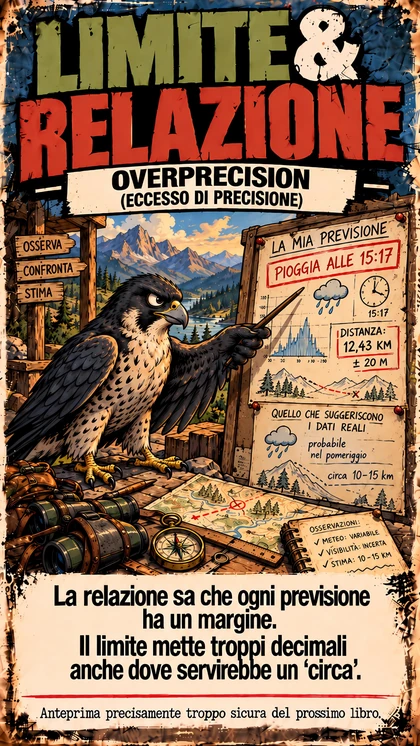 LIMITE&
RELAZIONE
OVERPRECISION
(ECCESSO DI PRECISIONE)
OSSERVA
CONFRONTA
STIMA
LA MIA PREVISIONE
PIOGGIA ALLE 15:17
15:17
DISTANZA:
12,43 KM
± 20 M
QUELLO CHE SUGGERISCONO
I DATI REALI
probabile
nel pomeriggio
circa 10-15 km
OSSERVAZIONI:
✓ METEO: VARIABILE
✓ VISIBILITÀ: INCERTA
✓ STIMA: 10-15 KM
La relazione sa che ogni previsione
ha un margine.
Il limite mette troppi decimali
anche dove servirebbe un ‘circa’.
Anteprima precisamente troppo sicura del prossimo libro.